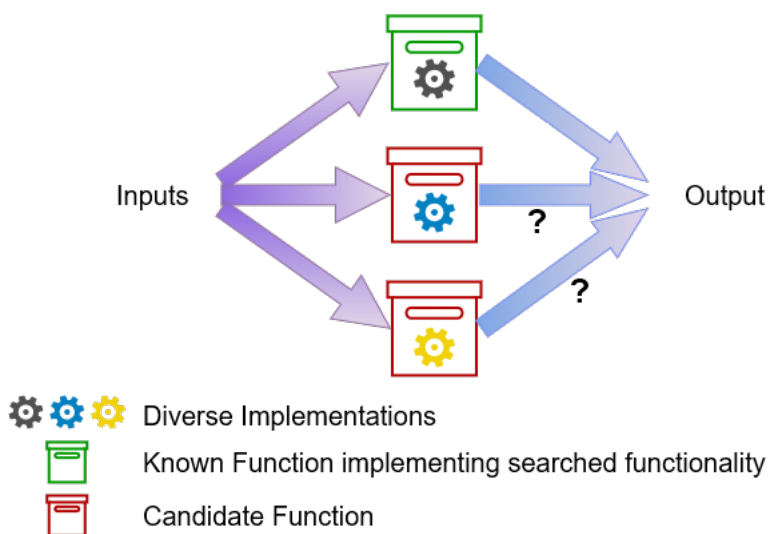 Inputs
Output
?
?
Diverse Implementations
Known Function implementing searched functionality
Candidate Function